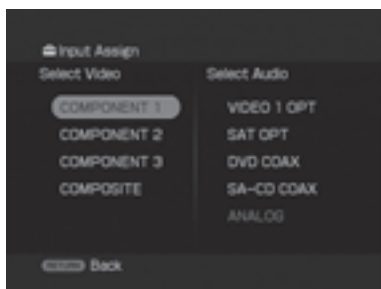 Input Assign
Select Video
Select Audio
COMPONENT 1
COMPONENT 2
COMPONENT 3
COMPOSITE
VIDEO 1 OPT
SAT OPT
DVD COAX
SA-CD COAX
ANALOG
RETURN Back